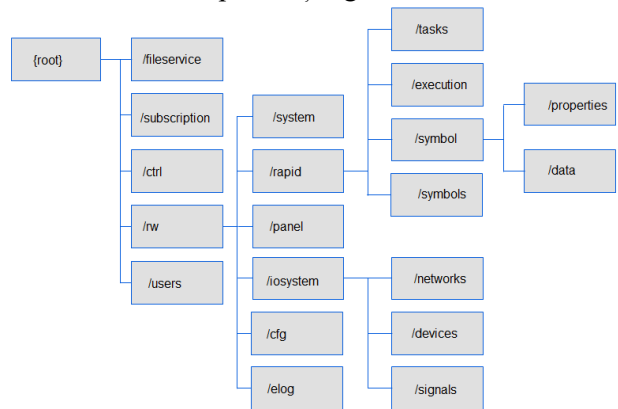 {root}
/fileservice
/subscription
/ctrl
/rw
/users
/system
/rapid
/panel
/iosystem
/cfg
/elog
/tasks
/execution
/symbol
/symbols
/networks
/devices
/signals
/properties
/data